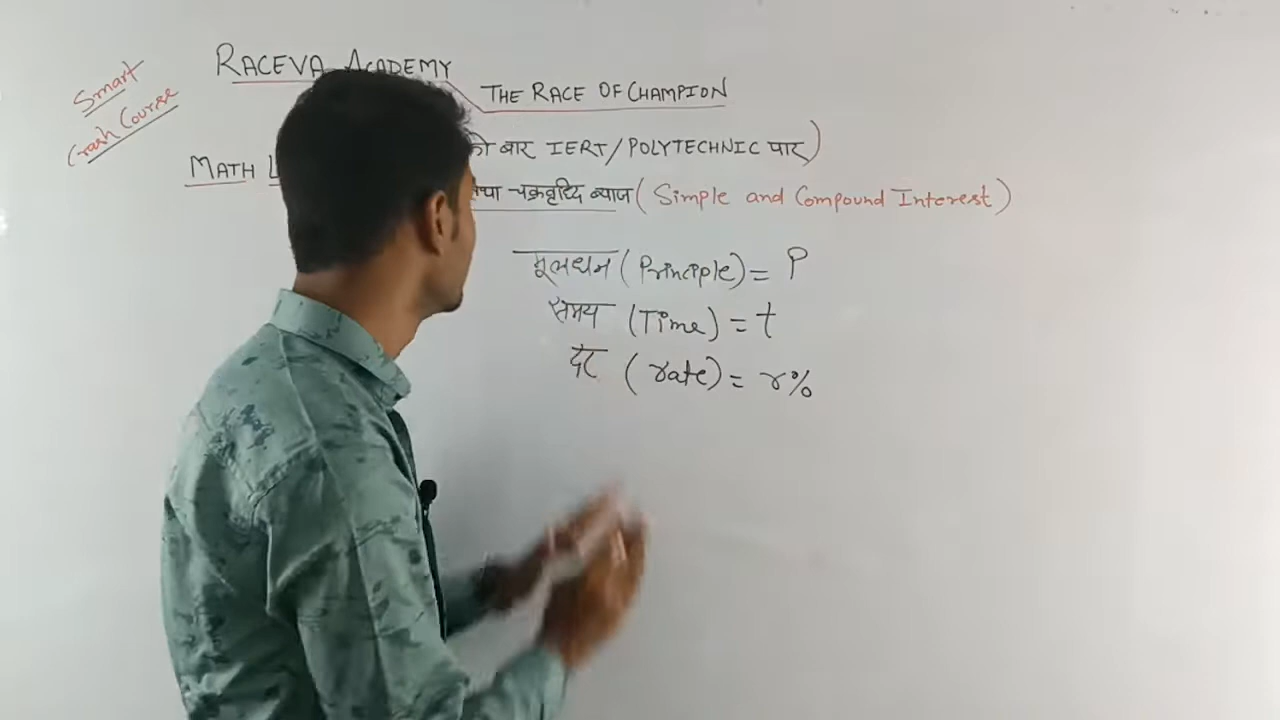 Smart
Crash Course
RACEVA ACADEMY
THE RACE OF CHAMPION
बार IERT/POLYTECHNIC पार)
MATH
चक्रवृद्धि ब्याज (Simple and Compound Interest)
मूलधन (Principle) = P
समय (Time) = t
दर (rate) = r%